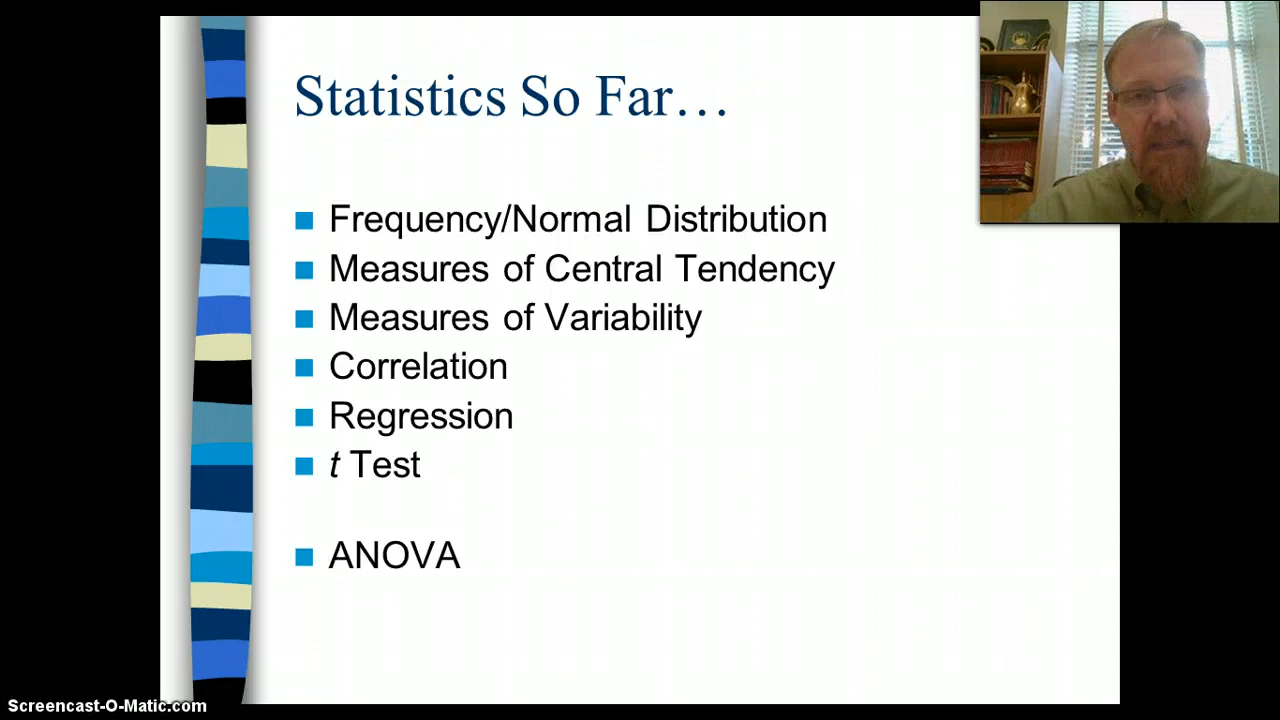 Statistics So Far…
Frequency/Normal Distribution
Measures of Central Tendency
Measures of Variability
Correlation
Regression
t Test
ANOVA
Screencast-O-Matic.com